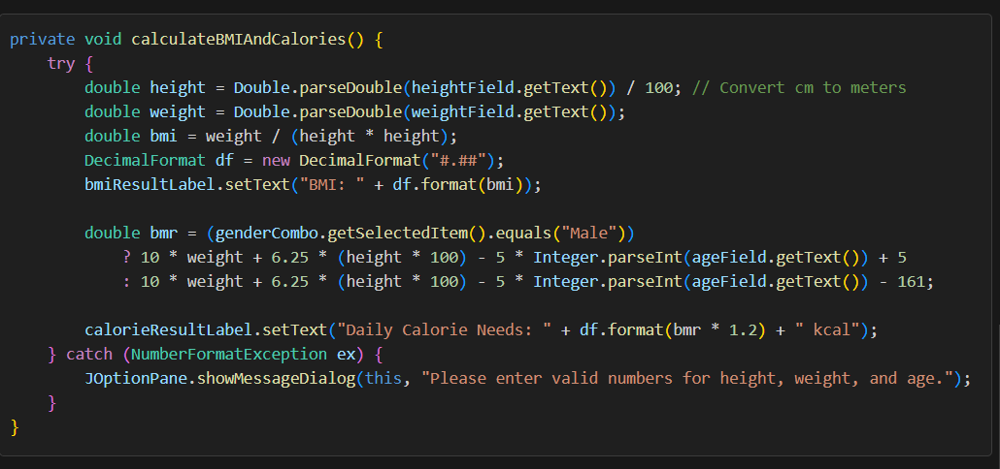 private void calculateBMIAndCalories() {
    try {
        double height = Double.parseDouble(heightField.getText()) / 100; // Convert cm to meters
        double weight = Double.parseDouble(weightField.getText());
        double bmi = weight / (height * height);
        DecimalFormat df = new DecimalFormat("#.##");
        bmiResultLabel.setText("BMI: " + df.format(bmi));

        double bmr = (genderCombo.getSelectedItem().equals("Male"))
            ? 10 * weight + 6.25 * (height * 100) - 5 * Integer.parseInt(ageField.getText()) + 5
            : 10 * weight + 6.25 * (height * 100) - 5 * Integer.parseInt(ageField.getText()) - 161;

        calorieResultLabel.setText("Daily Calorie Needs: " + df.format(bmr * 1.2) + " kcal");
    } catch (NumberFormatException ex) {
        JOptionPane.showMessageDialog(this, "Please enter valid numbers for height, weight, and age.");
    }
}